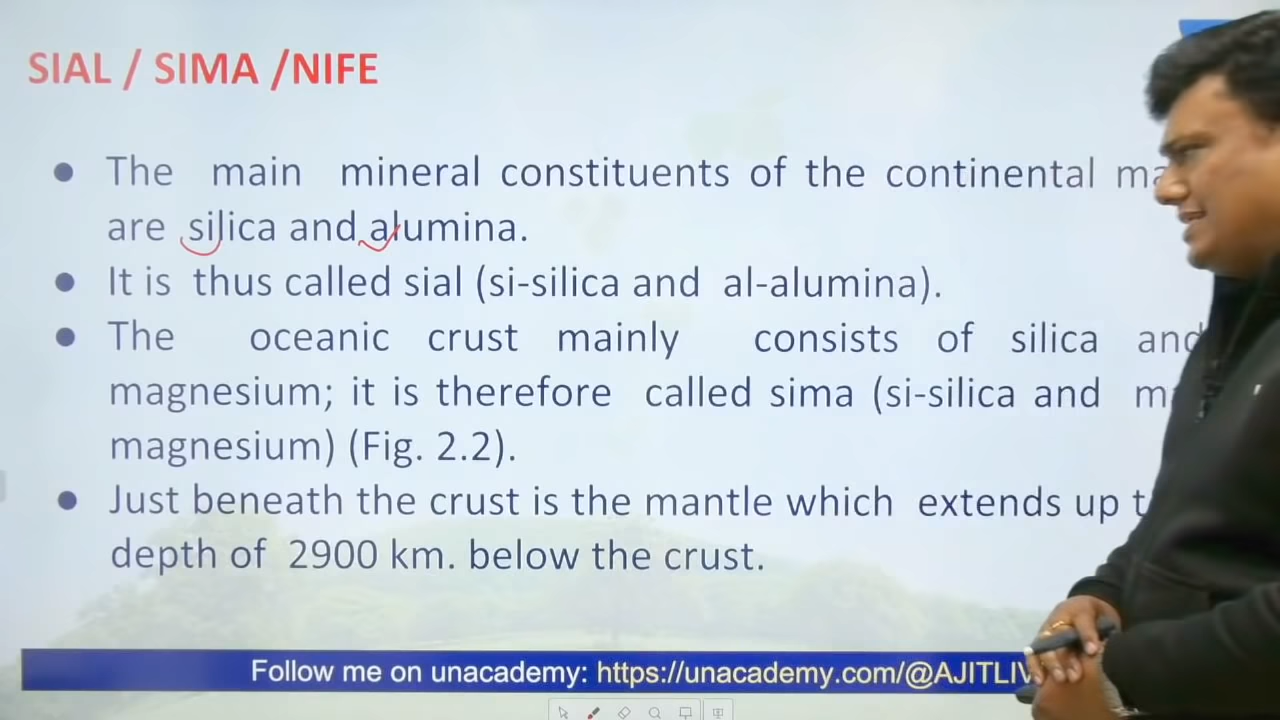 SIAL / SIMA /NIFE
● The main mineral constituents of the continental
are silica and alumina.
● It is thus called sial (si-silica and al-alumina).
● The oceanic crust mainly consists of silica and
magnesium; it is therefore called sima (si-silica and
magnesium) (Fig. 2.2).
● Just beneath the crust is the mantle which extends up
depth of 2900 km. below the crust.
Follow me on unacademy: https://unacademy.com/@AJITLIV